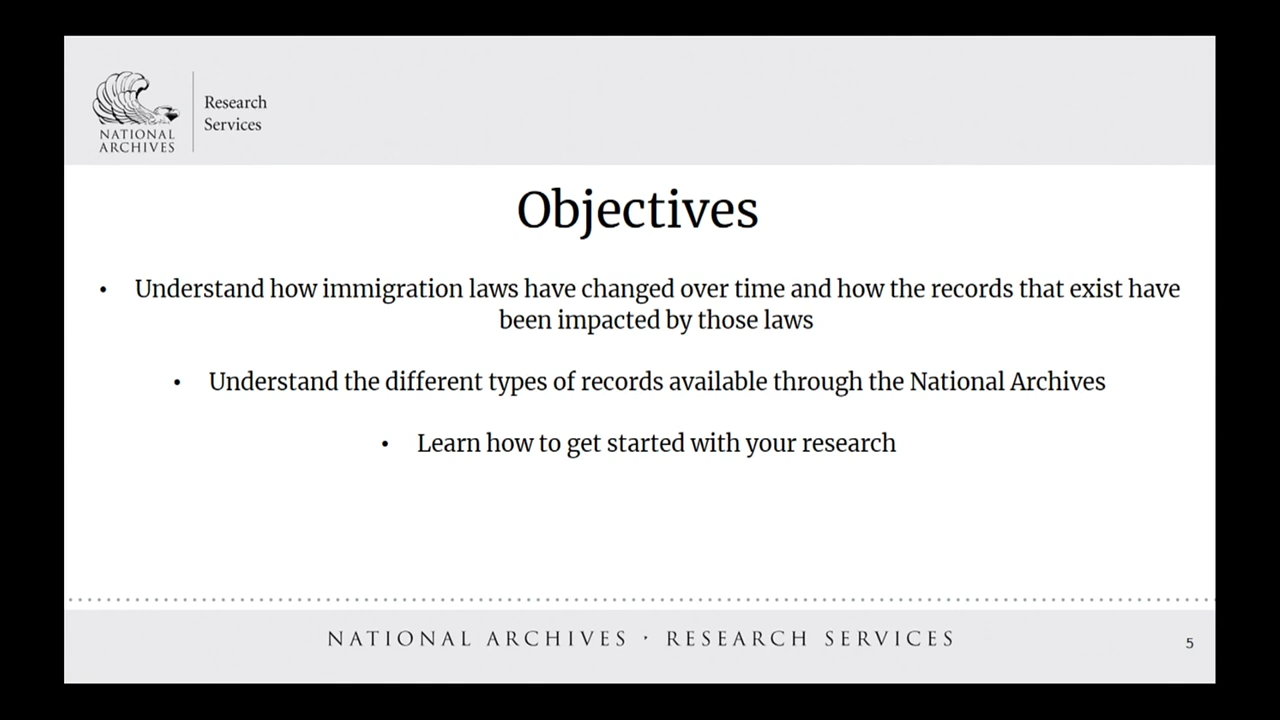 NATIONAL
ARCHIVES
Research
Services
Objectives
• Understand how immigration laws have changed over time and how the records that exist have
been impacted by those laws
• Understand the different types of records available through the National Archives
• Learn how to get started with your research
NATIONAL ARCHIVES · RESEARCH SERVICES
5